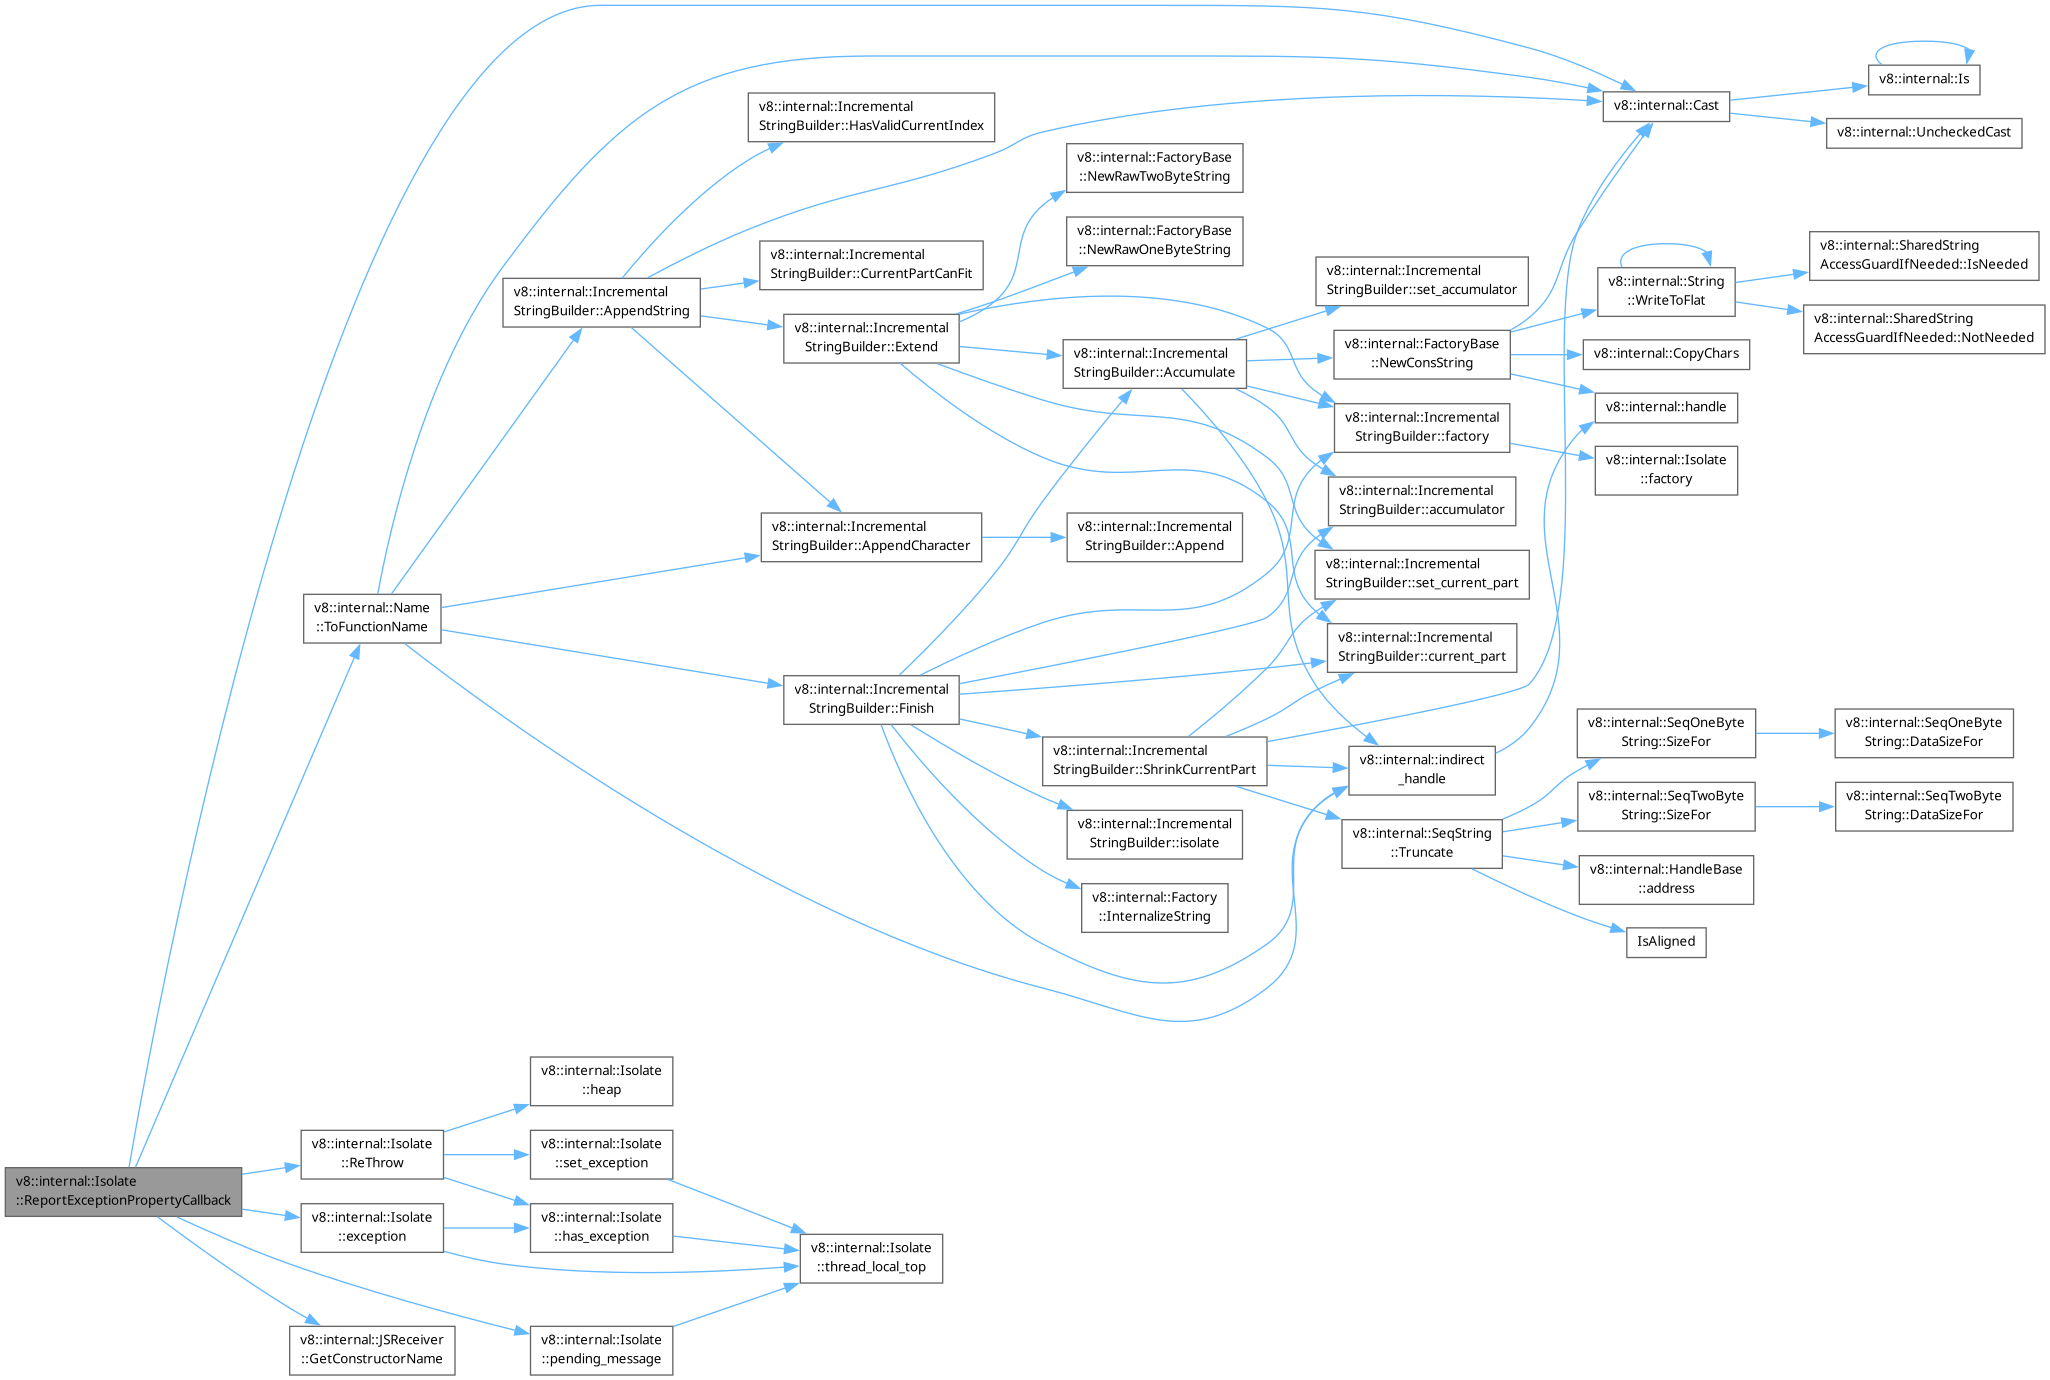 v8::internal::Isolate
::ReportExceptionPropertyCallback
v8::internal::Name
::ToFunctionName
v8::internal::Isolate
::ReThrow
v8::internal::Isolate
::exception
v8::internal::JSReceiver
::GetConstructorName
v8::internal::Incremental
StringBuilder::AppendString
v8::internal::Isolate
::heap
v8::internal::Isolate
::set_exception
v8::internal::Isolate
::has_exception
v8::internal::Isolate
::pending_message
v8::internal::Incremental
StringBuilder::HasValidCurrentIndex
v8::internal::Incremental
StringBuilder::CurrentPartCanFit
v8::internal::Incremental
StringBuilder::Extend
v8::internal::Incremental
StringBuilder::AppendCharacter
v8::internal::Incremental
StringBuilder::Finish
v8::internal::Isolate
::thread_local_top
v8::internal::FactoryBase
::NewRawTwoByteString
v8::internal::FactoryBase
::NewRawOneByteString
v8::internal::Incremental
StringBuilder::Accumulate
v8::internal::Incremental
StringBuilder::Append
v8::internal::Incremental
StringBuilder::ShrinkCurrentPart
v8::internal::Incremental
StringBuilder::isolate
v8::internal::Factory
::InternalizeString
v8::internal::Incremental
StringBuilder::set_accumulator
v8::internal::FactoryBase
::NewConsString
v8::internal::Incremental
StringBuilder::factory
v8::internal::Incremental
StringBuilder::accumulator
v8::internal::Incremental
StringBuilder::set_current_part
v8::internal::Incremental
StringBuilder::current_part
v8::internal::indirect
_handle
v8::internal::SeqString
::Truncate
v8::internal::Cast
v8::internal::String
::WriteToFlat
v8::internal::CopyChars
v8::internal::handle
v8::internal::Isolate
::factory
v8::internal::SeqOneByte
String::SizeFor
v8::internal::SeqTwoByte
String::SizeFor
v8::internal::HandleBase
::address
IsAligned
v8::internal::Is
v8::internal::UncheckedCast
v8::internal::SharedString
AccessGuardIfNeeded::IsNeeded
v8::internal::SharedString
AccessGuardIfNeeded::NotNeeded
v8::internal::SeqOneByte
String::DataSizeFor
v8::internal::SeqTwoByte
String::DataSizeFor